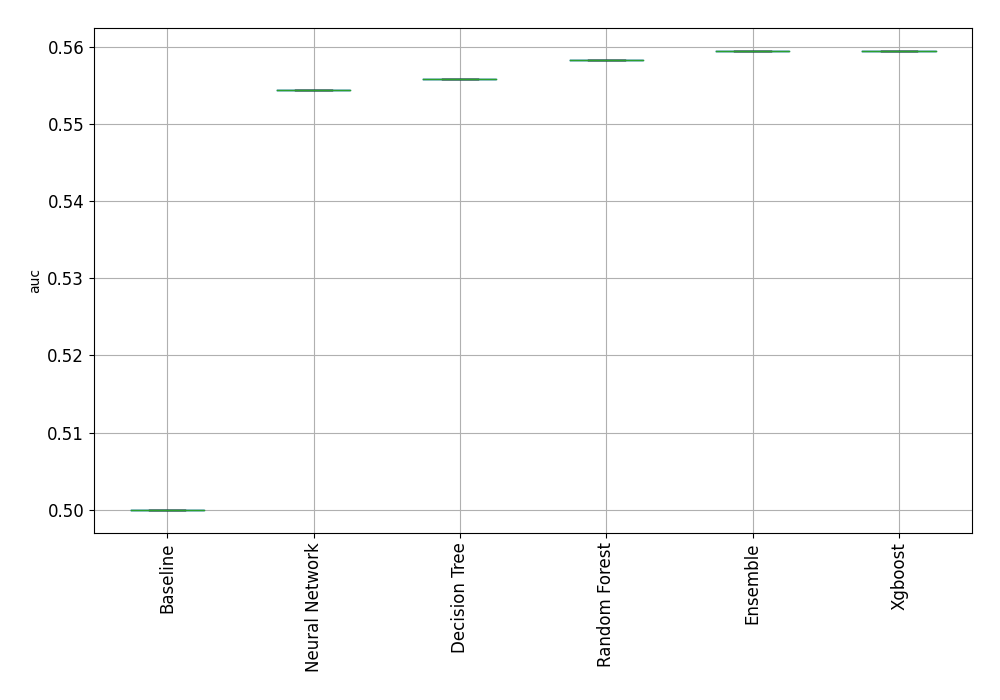 0.56
0.55
0.54
0.53
0.52
0.51
0.50
auc
Baseline
Neural Network
Decision Tree
Random Forest
Ensemble
Xgboost